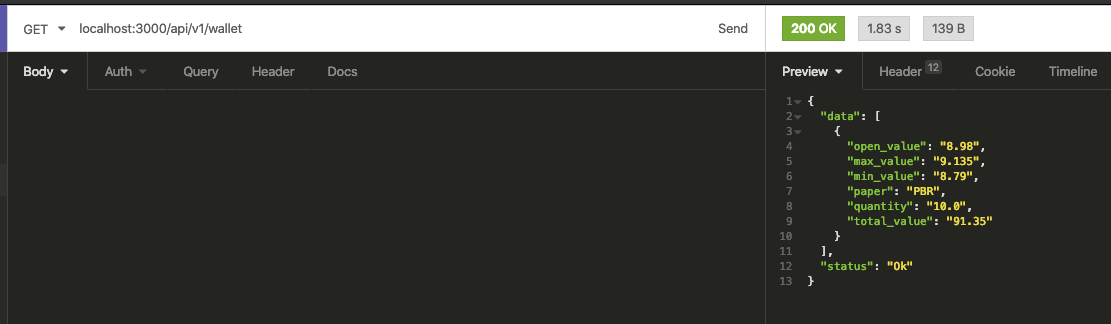 GET localhost:3000/api/v1/wallet Send 200 OK 1.83 s 139 B
Body Auth Query Header Docs Preview Header 12 Cookie Timeline
1 {
2 "data": [
3 {
4 "open_value": "8.98",
5 "max_value": "9.135",
6 "min_value": "8.79",
7 "paper": "PBR",
8 "quantity": "10.0",
9 "total_value": "91.35"
10 }
11 ],
12 "status": "Ok"
13 }